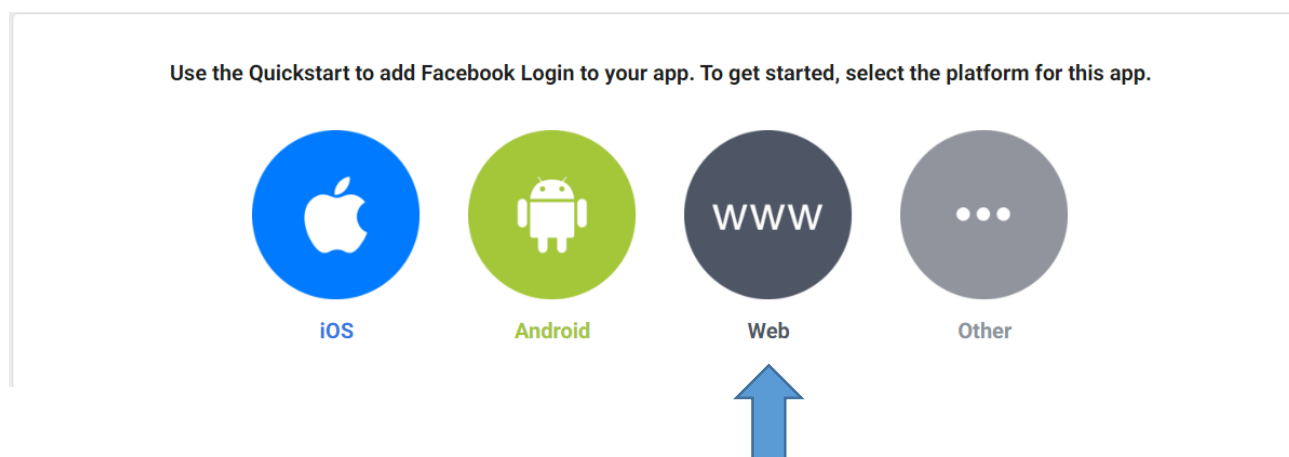 Use the Quickstart to add Facebook Login to your app. To get started, select the platform for this app.
www
iOS Android Web Other